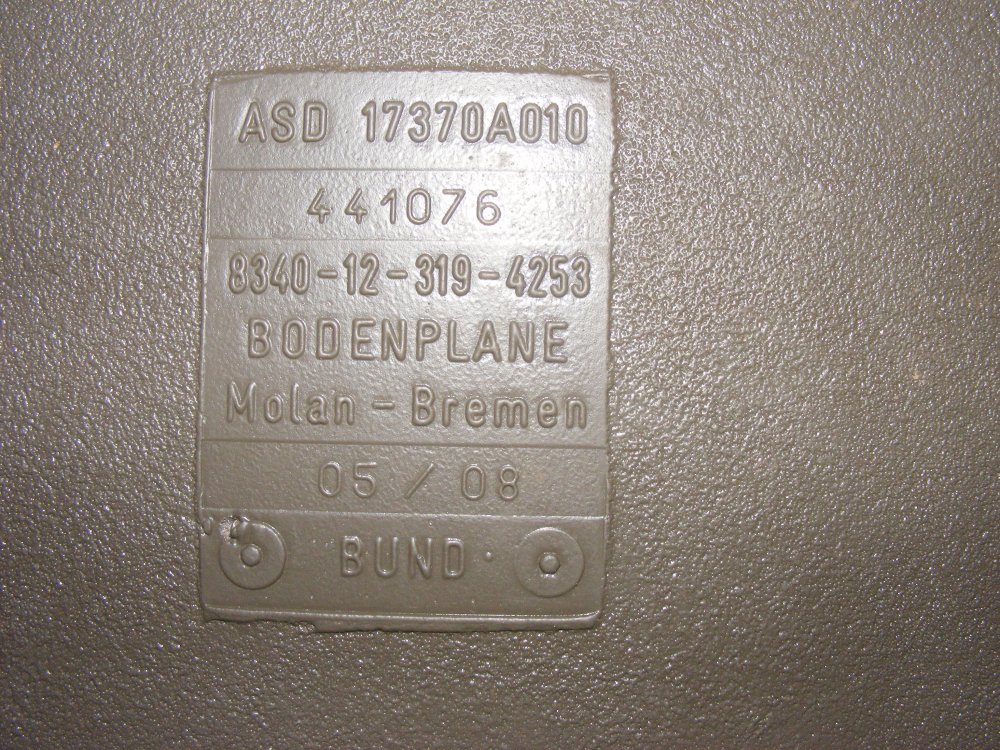 ASD 17370A010
441076
8340-12-319-4253
BODENPLANE
Molan - Bremen
05 / 08
BUND